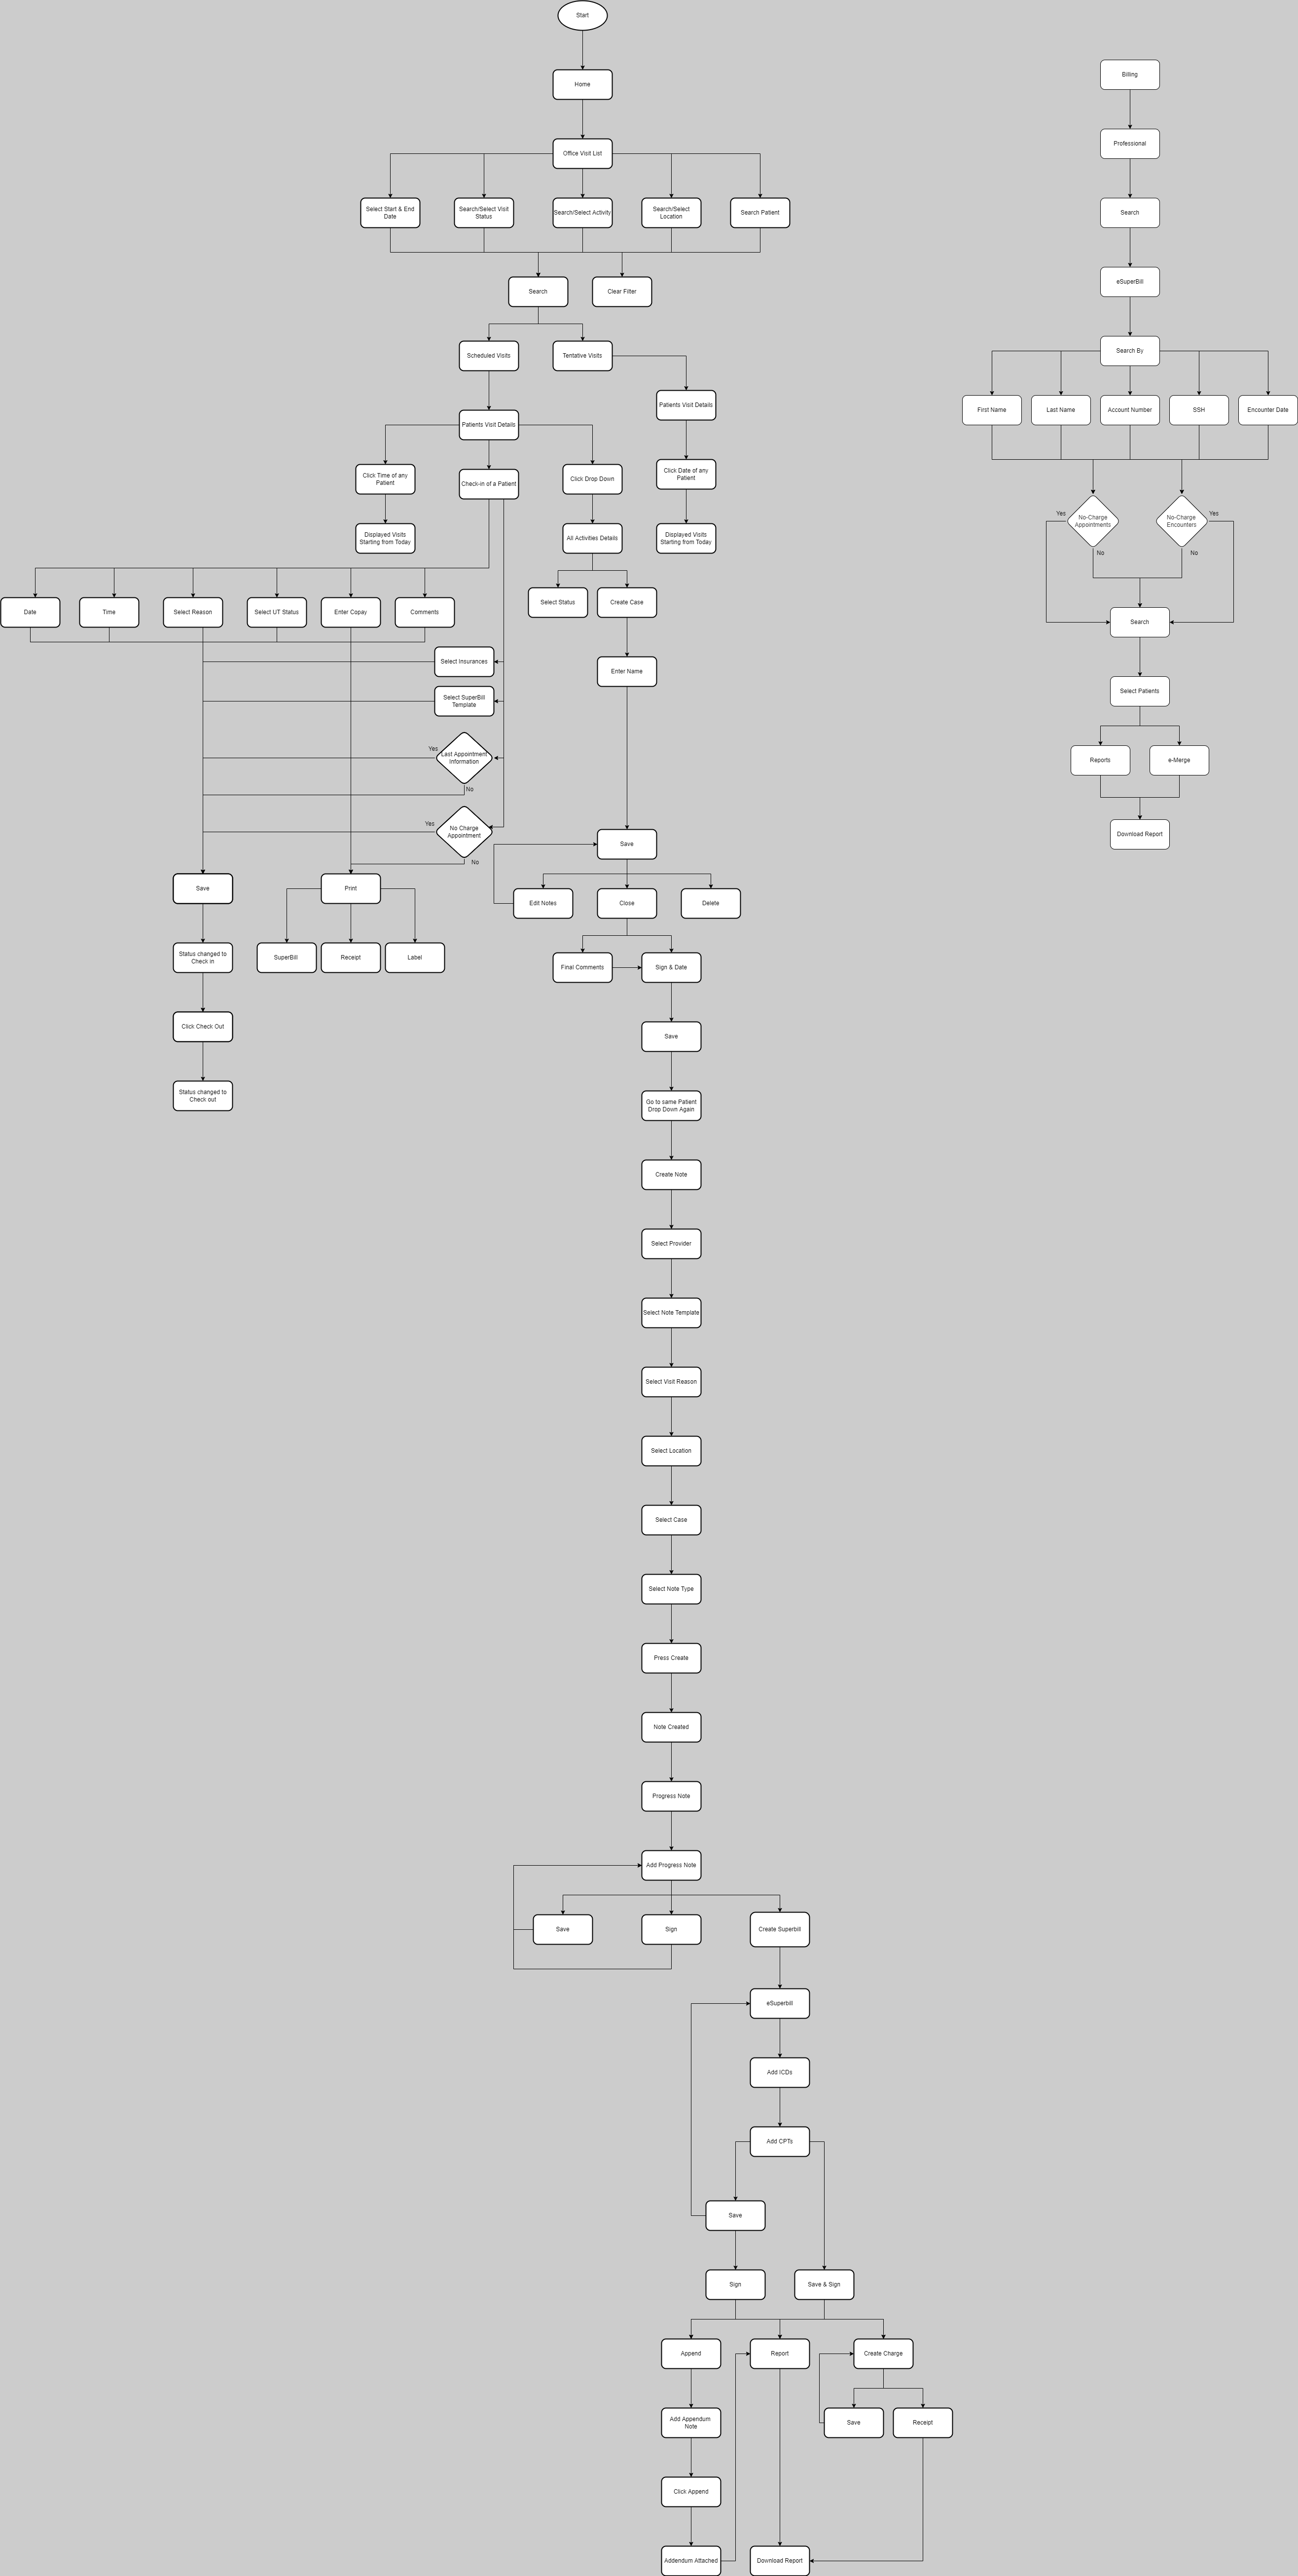 Start
Home
Billing
Office Visit List
Professional
Select Start & End
Date
Search/Select Visit
Status
Search/Select Activity
Search/Select
Location
Search Patient
Search
Search
Clear Filter
eSuperBill
Scheduled Visits
Tentative Visits
Search By
Patients Visit Details
First Name
Last Name
Account Number
SSH
Encounter Date
Patients Visit Details
Click Time of any
Patient
Check-in of a Patient
Click Drop Down
Click Date of any
Patient
Displayed Visits
Starting from Today
All Activities Details
Displayed Visits
Starting from Today
Yes
No-Charge
Appointments
No
No-Charge
Encounters
Yes
No
Date
Time
Select Reason
Select UT Status
Enter Copay
Comments
Select Status
Create Case
Search
Select Insurances
Enter Name
Select SuperBill
Template
Select Patients
Yes
Last Appointment
Information
No
Reports
e-Merge
Yes
No Charge
Appointment
No
Save
Download Report
Save
Print
Edit Notes
Close
Delete
Status changed to
Check in
SuperBill
Receipt
Label
Final Comments
Sign & Date
Click Check Out
Save
Status changed to
Check out
Go to same Patient
Drop Down Again
Create Note
Select Provider
Select Note Template
Select Visit Reason
Select Location
Select Case
Select Note Type
Press Create
Note Created
Progress Note
Add Progress Note
Save
Sign
Create Superbill
eSuperbill
Add ICDs
Add CPTs
Save
Sign
Save & Sign
Append
Report
Create Charge
Add Appendum
Note
Save
Receipt
Click Append
Addendum Attached
Download Report